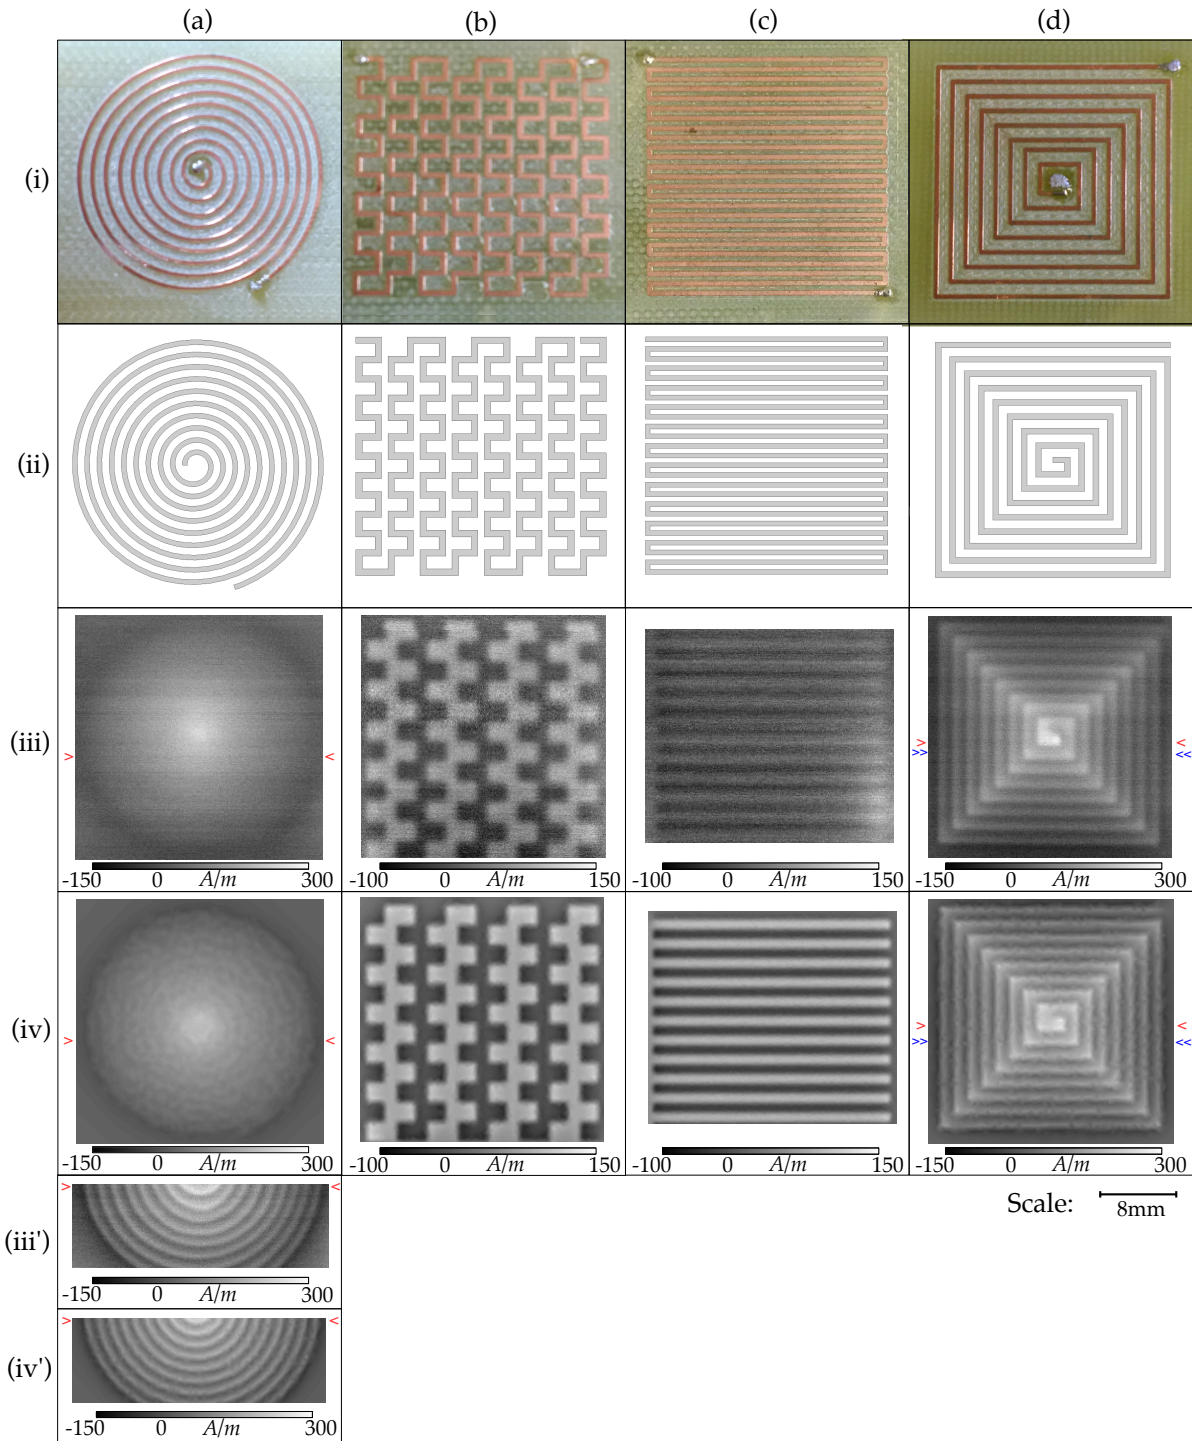 (a) (b) (c) (d)
(i)
(ii)
(iii)
> <
> <
>> <<
-150 0 A/m 300
-100 0 A/m 150
-100 0 A/m 150
-150 0 A/m 300
(iv)
> <
> <
>> <<
-150 0 A/m 300
-100 0 A/m 150
-100 0 A/m 150
-150 0 A/m 300
> <
Scale: 8mm
(iii')
-150 0 A/m 300
> <
(iv')
-150 0 A/m 300